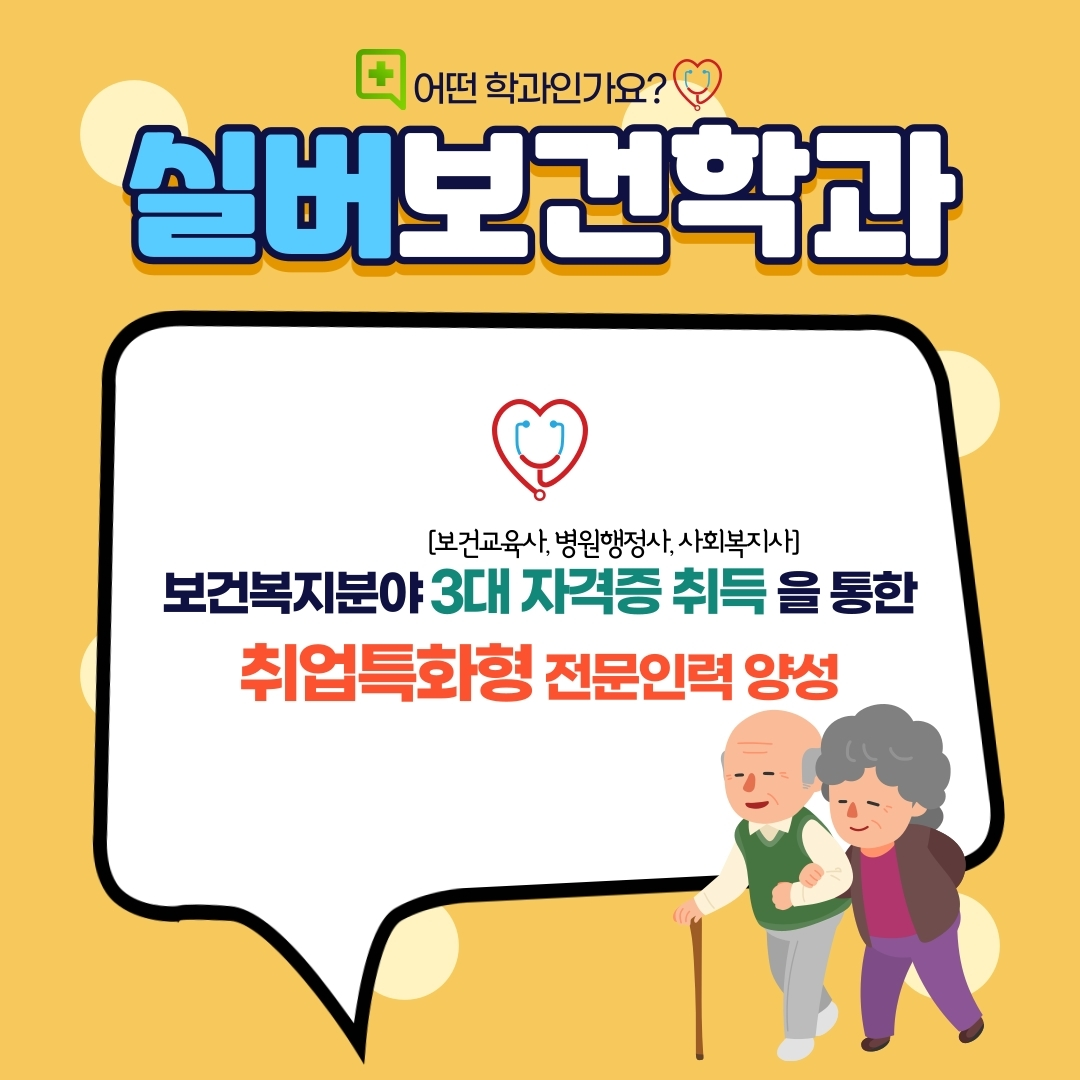 어떤 학과인가요?
실버보건학과
[보건교육사, 병원행정사, 사회복지사]
보건복지분야 3대 자격증 취득 을 통한
취업특화형 전문인력 양성